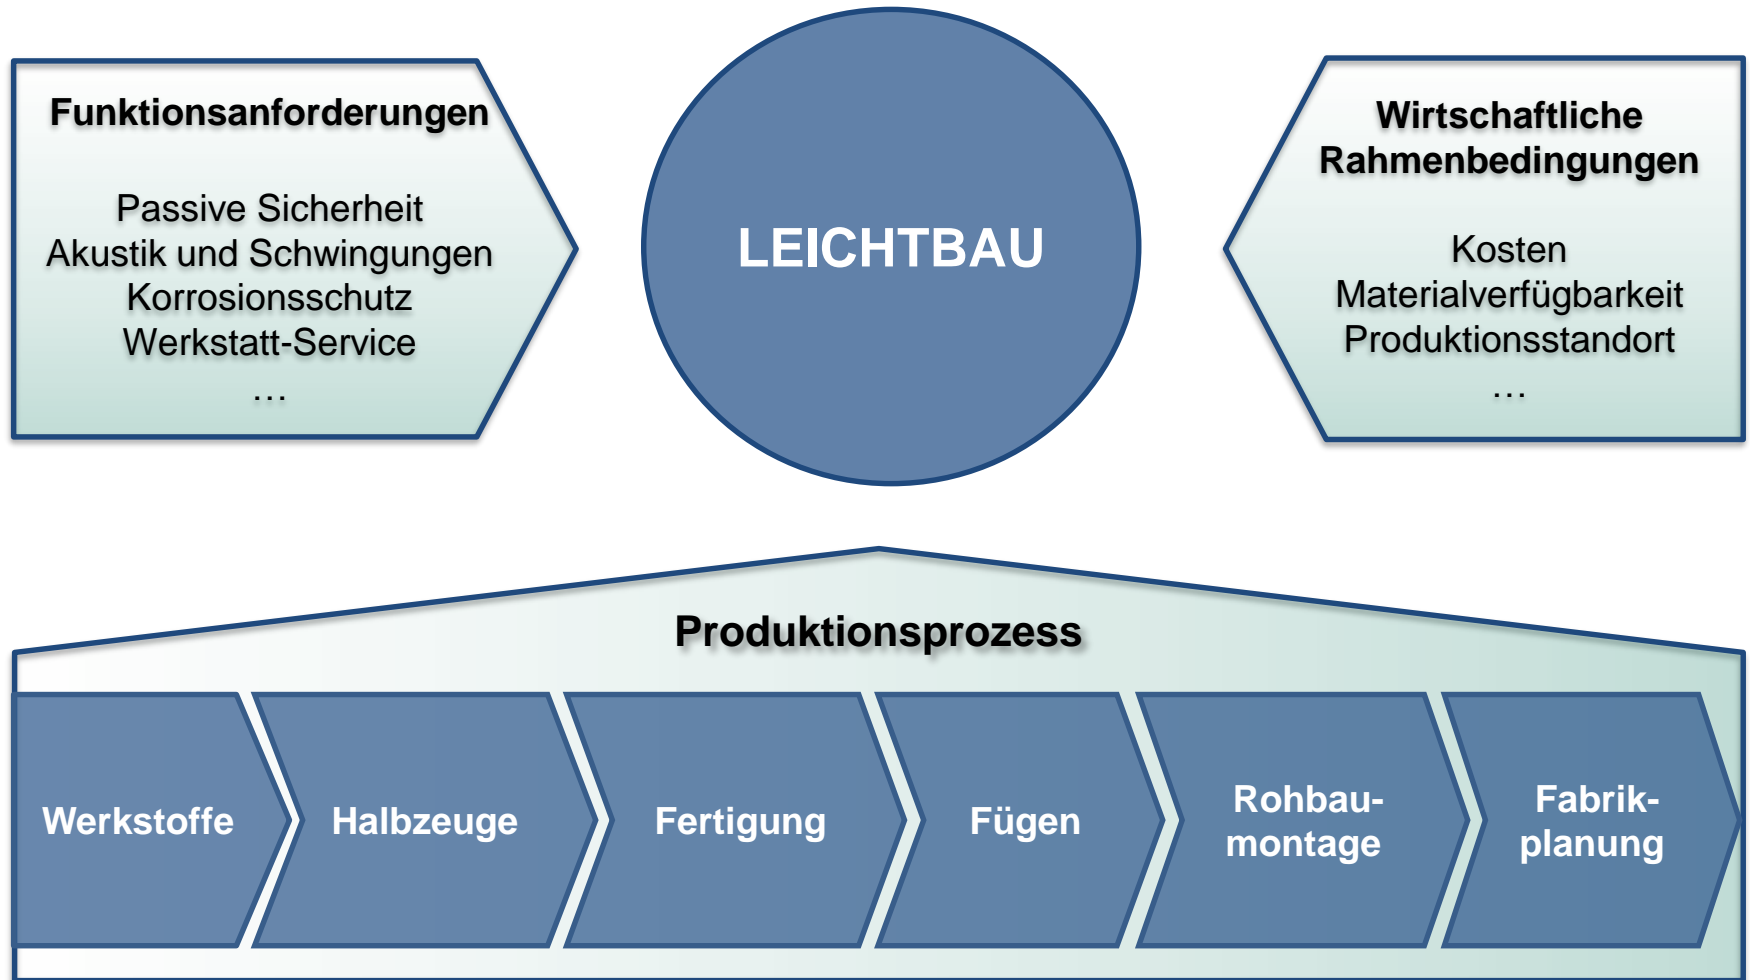 Funktionsanforderungen
Passive Sicherheit
Akustik und Schwingungen
Korrosionsschutz
Werkstatt-Service
…
LEICHTBAU
Wirtschaftliche
Rahmenbedingungen
Kosten
Materialverfügbarkeit
Produktionsstandort
…
Produktionsprozess
Werkstoffe
Halbzeuge
Fertigung
Fügen
Rohbau-
montage
Fabrik-
planung